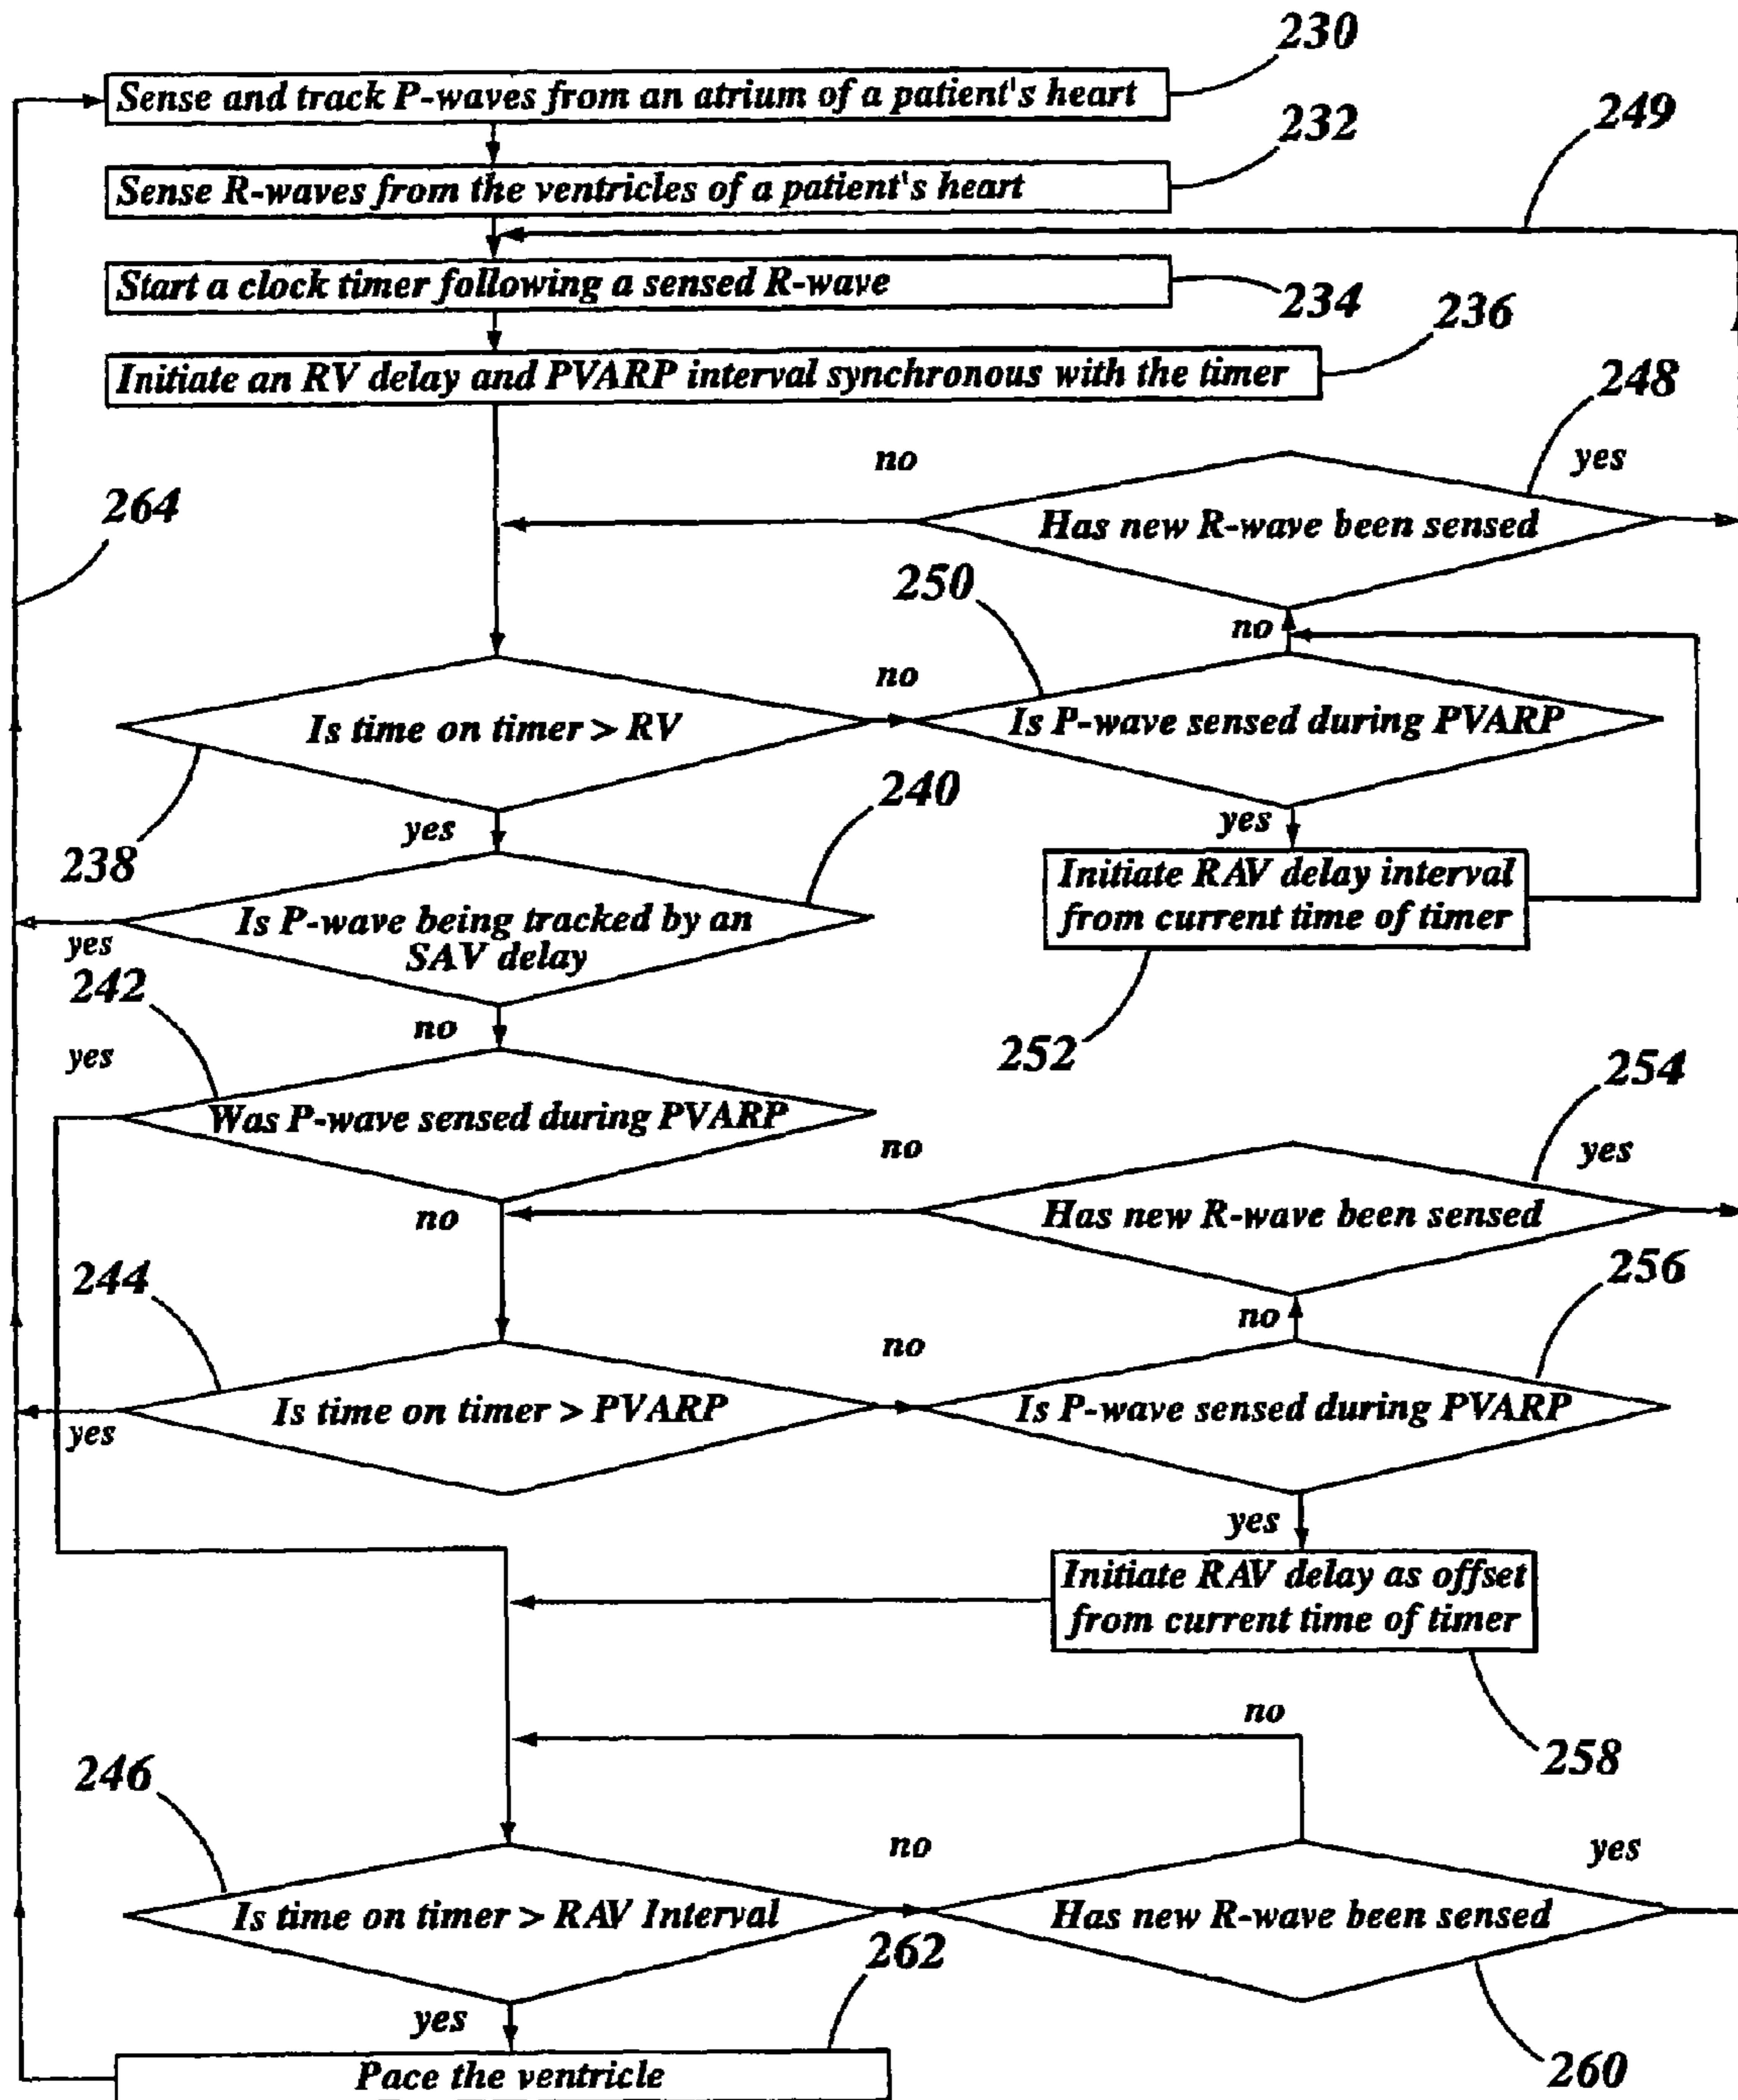 230
Sense and track P-waves from an atrium of a patient's heart
232
249
Sense R-waves from the ventricles of a patient's heart
Start a clock timer following a sensed R-wave
234
236
Initiate an RV delay and PVARP interval synchronous with the timer
248
no
yes
264
Has new R-wave been sensed
250
no
no
Is time on timer > RV
Is P-wave sensed during PVARP
240
yes
yes
238
Initiate RAV delay interval
from current time of timer
Is P-wave being tracked by an
SAV delay
yes
242
no
252
yes
254
Was P-wave sensed during PVARP
no
yes
no
Has new R-wave been sensed
244
256
no
no
Is time on timer > PVARP
Is P-wave sensed during PVARP
yes
yes
Initiate RAV delay as offset
from current time of timer
no
258
246
no
yes
Is time on timer > RAV Interval
Has new R-wave been sensed
262
yes
260
Pace the ventricle